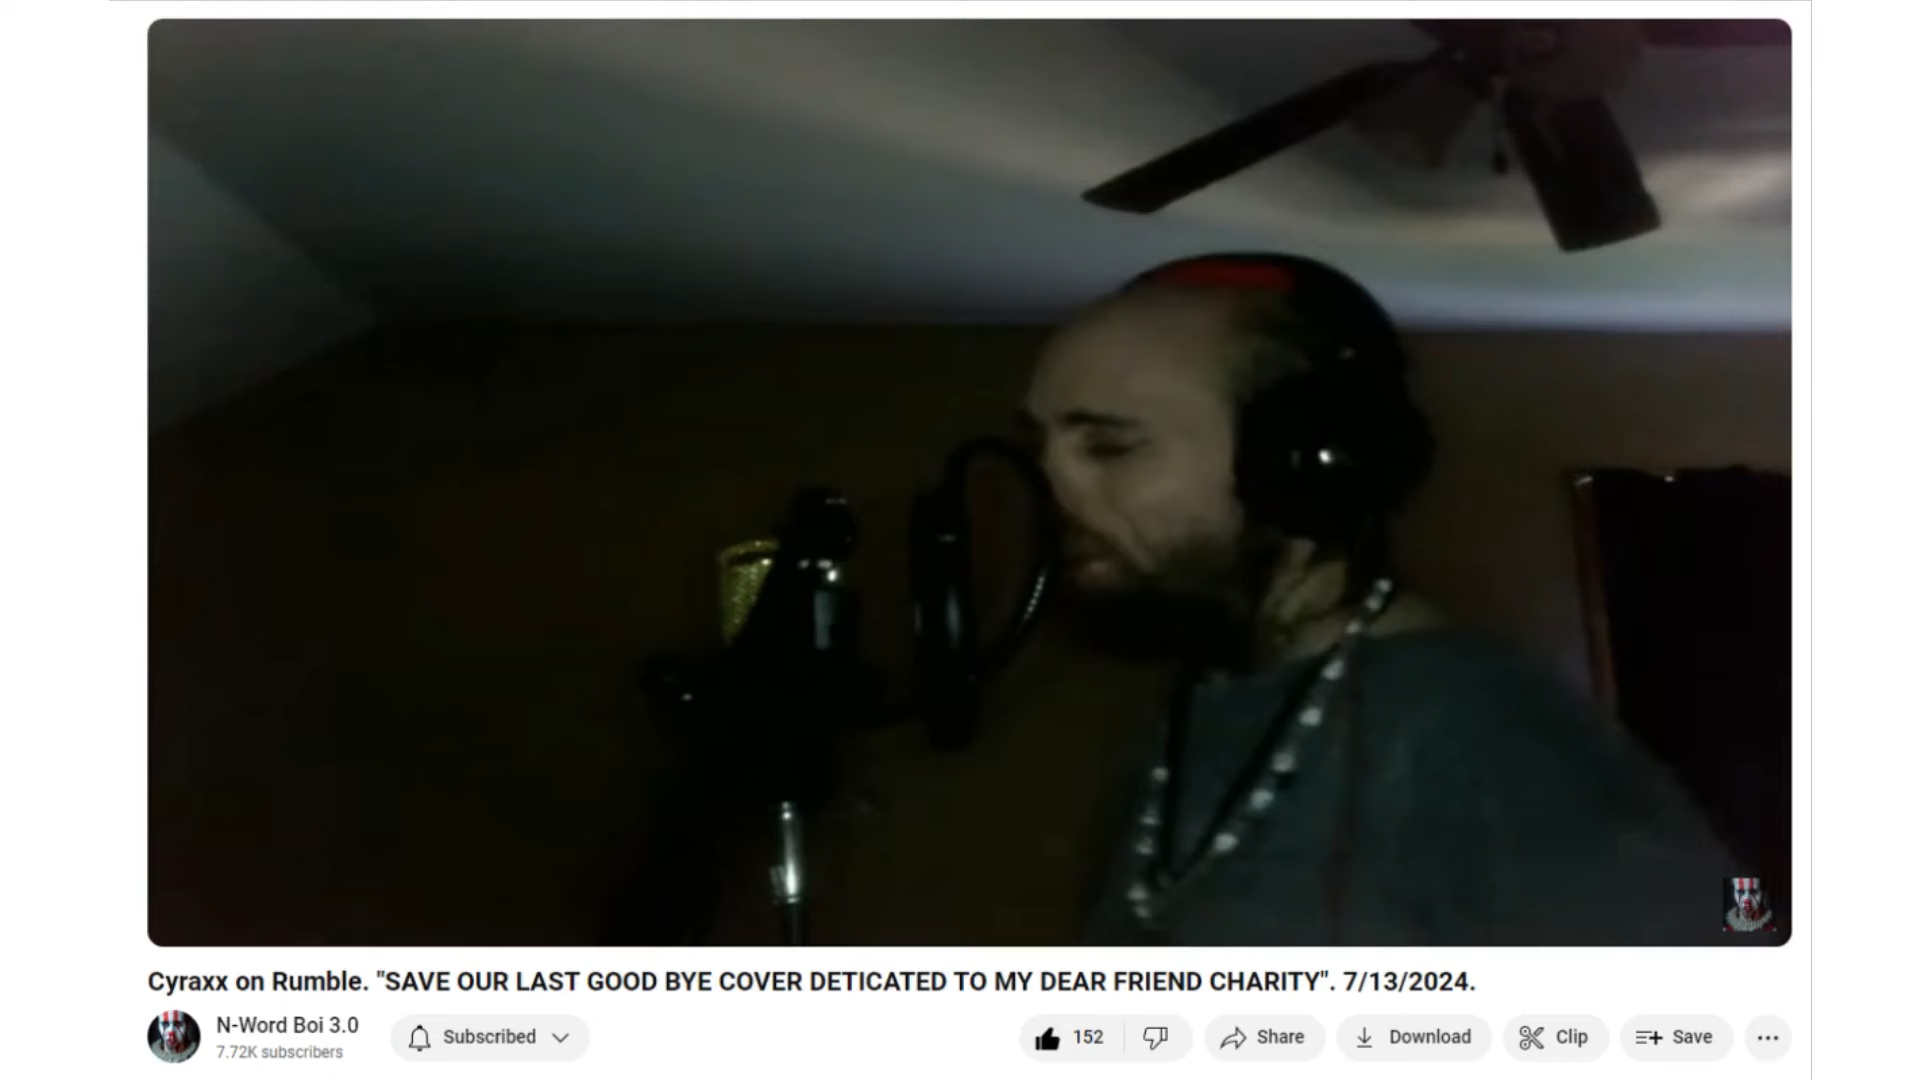 Cyraxx on Rumble. "SAVE OUR LAST GOOD BYE COVER DETICATED TO MY DEAR FRIEND CHARITY". 7/13/2024.
N-Word Boi 3.0
7.72K subscribers
Subscribed
152
Share
Download
Clip
Save